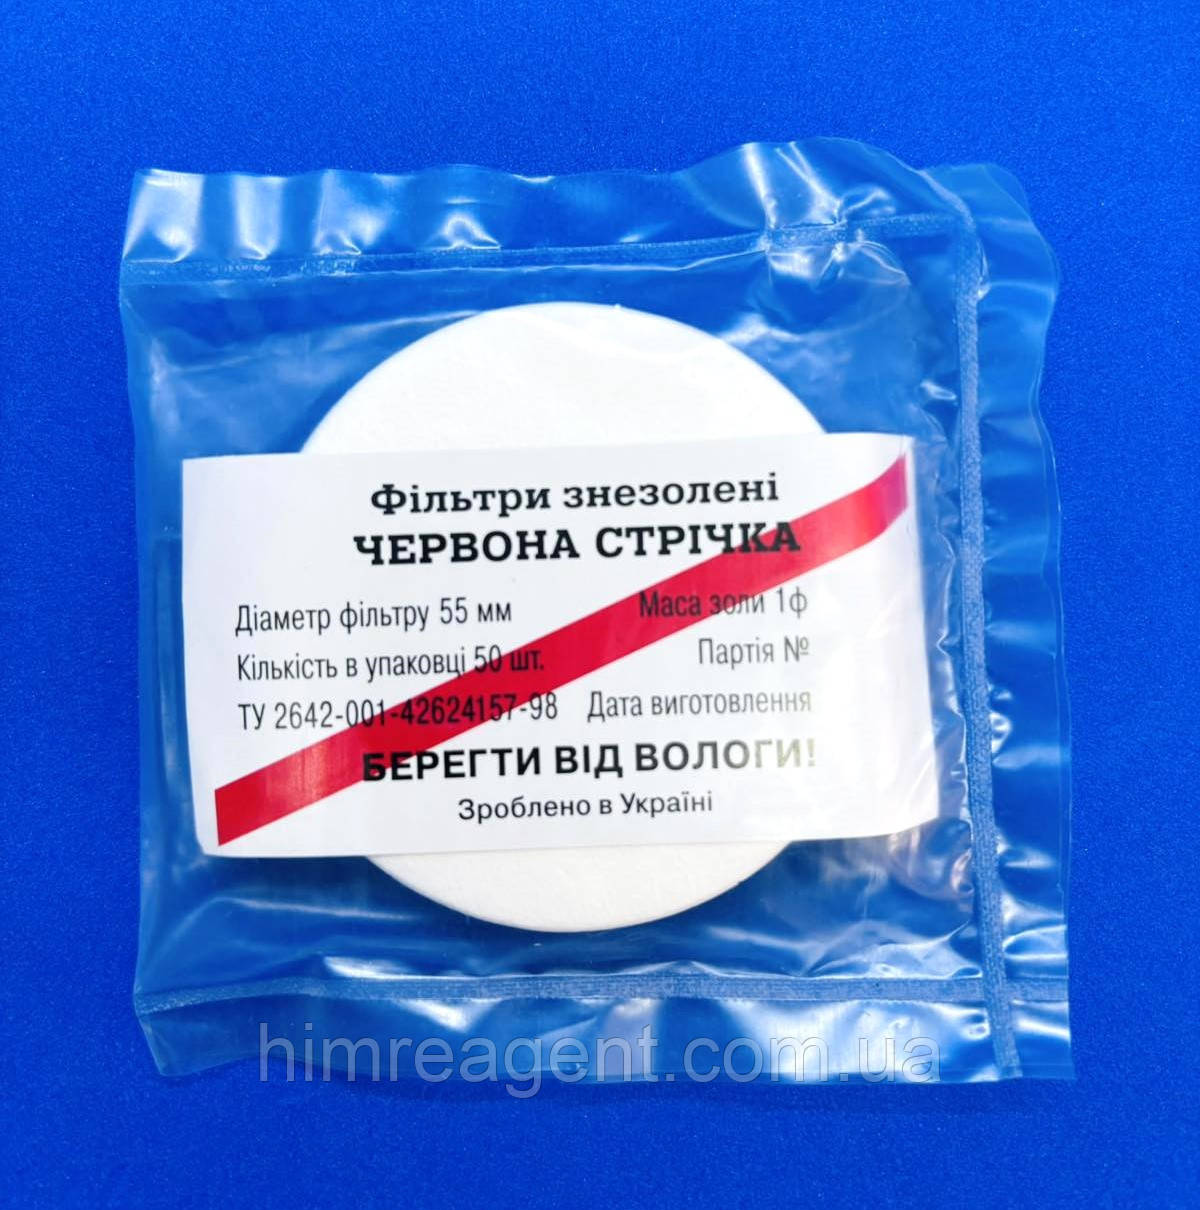 Фільтри знезолені
ЧЕРВОНА СТРІЧКА
Діаметр фільтру 55 мм Маса золи 1ф
Кількість в упаковці 50 шт. Партія №
ТУ 2642-001-42624157-98 Дата виготовлення
БЕРЕГТИ ВІД ВОЛОГИ!
Зроблено в Україні
himreagent.com.ua